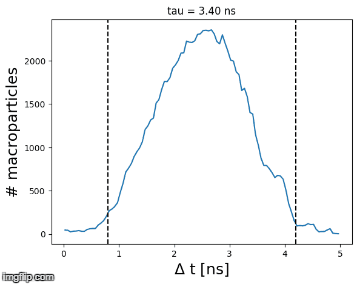 tau = 3.40 ns
# macroparticles
2000
1500
1000
500
0
0
1
2
3
4
5
Δ t [ns]
imgflip.com